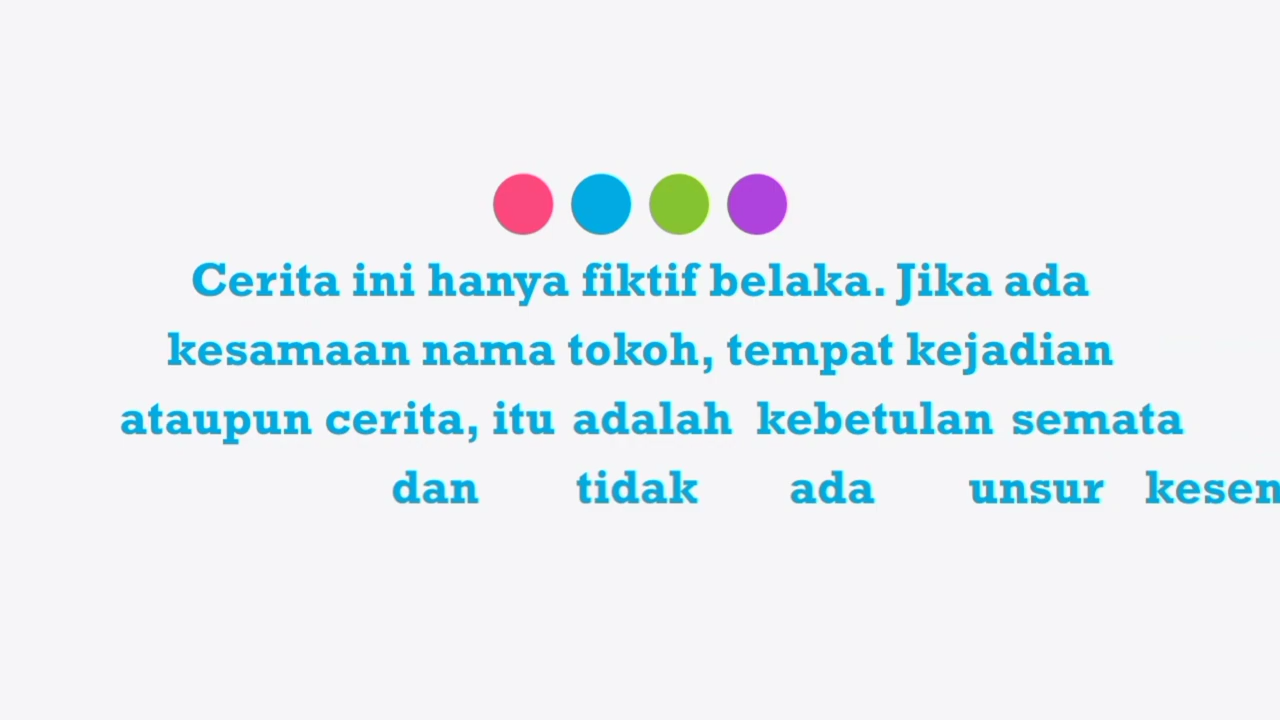 Cerita ini hanya fiktif belaka. Jika ada
kesamaan nama tokoh, tempat kejadian
ataupun cerita, itu adalah kebetulan semata
dan tidak ada unsur